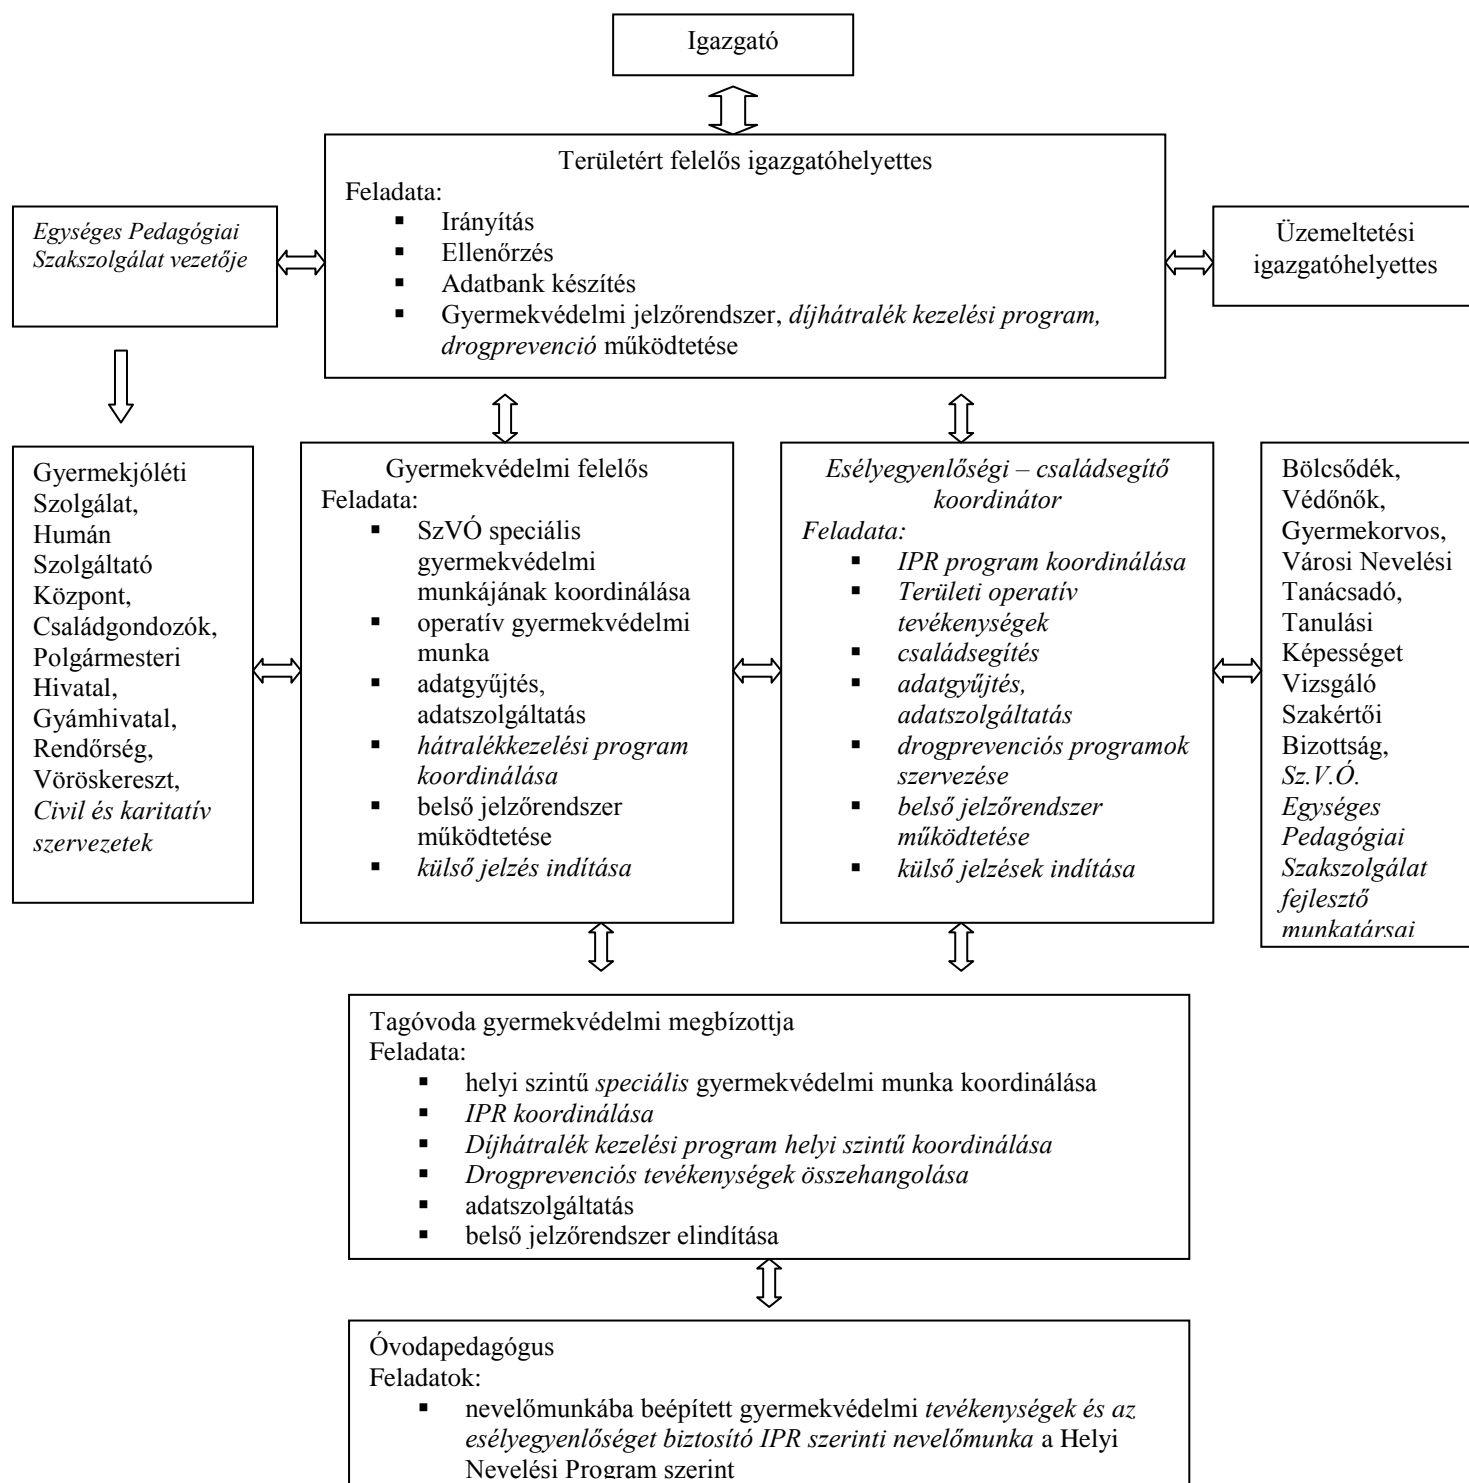 Igazgató
Területért felelős igazgatóhelyettes
Feladata:
▪ Irányítás
▪ Ellenőrzés
▪ Adatbank készítés
▪ Gyermekvédelmi jelzőrendszer, díjhátralék kezelési program,
drogprevenció működtetése
Egységes Pedagógiai
Szakszolgálat vezetője
Üzemeltetési
igazgatóhelyettes
Gyermekjóléti
Szolgálat,
Humán
Szolgáltató
Központ,
Családgondozók,
Polgármesteri
Hivatal,
Gyámhivatal,
Rendőrség,
Vöröskereszt,
Civil és karitatív
szervezetek
Gyermekvédelmi felelős
Feladata:
▪ SzVÓ speciális
gyermekvédelmi
munkájának koordinálása
▪ operatív gyermekvédelmi
munka
▪ adatgyűjtés,
adatszolgáltatás
▪ hátralékkezelési program
koordinálása
▪ belső jelzőrendszer
működtetése
▪ külső jelzés indítása
Esélyegyenlőségi – családsegítő
koordinátor
Feladata:
▪ IPR program koordinálása
▪ Területi operatív
tevékenységek
▪ családsegítés
▪ adatgyűjtés,
adatszolgáltatás
▪ drogprevenciós programok
szervezése
▪ belső jelzőrendszer
működtetése
▪ külső jelzések indítása
Bölcsődék,
Védőnők,
Gyermekorvos,
Városi Nevelési
Tanácsadó,
Tanulási
Képességet
Vizsgáló
Szakértői
Bizottság,
Sz.V.Ó.
Egységes
Pedagógiai
Szakszolgálat
fejlesztő
munkatársai
Tagóvoda gyermekvédelmi megbízottja
Feladata:
▪ helyi szintű speciális gyermekvédelmi munka koordinálása
▪ IPR koordinálása
▪ Díjhátralék kezelési program helyi szintű koordinálása
▪ Drogprevenciós tevékenységek összehangolása
▪ adatszolgáltatás
▪ belső jelzőrendszer elindítása
Óvodapedagógus
Feladatok:
▪ nevelőmunkába beépített gyermekvédelmi tevékenységek és az
esélyegyenlőséget biztosító IPR szerinti nevelőmunka a Helyi
Nevelési Program szerint